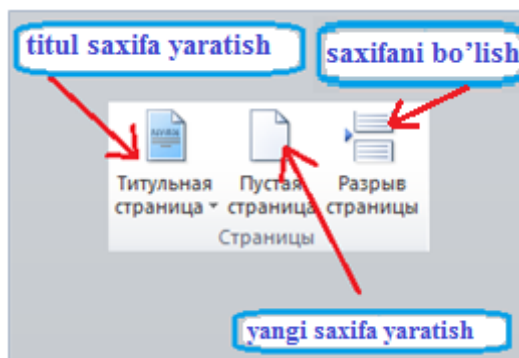 titul saxifa yaratish
saxifani bo’lish
Титульная
страница
Пустая
страница
Разрыв
страницы
Страницы
yangi saxifa yaratish